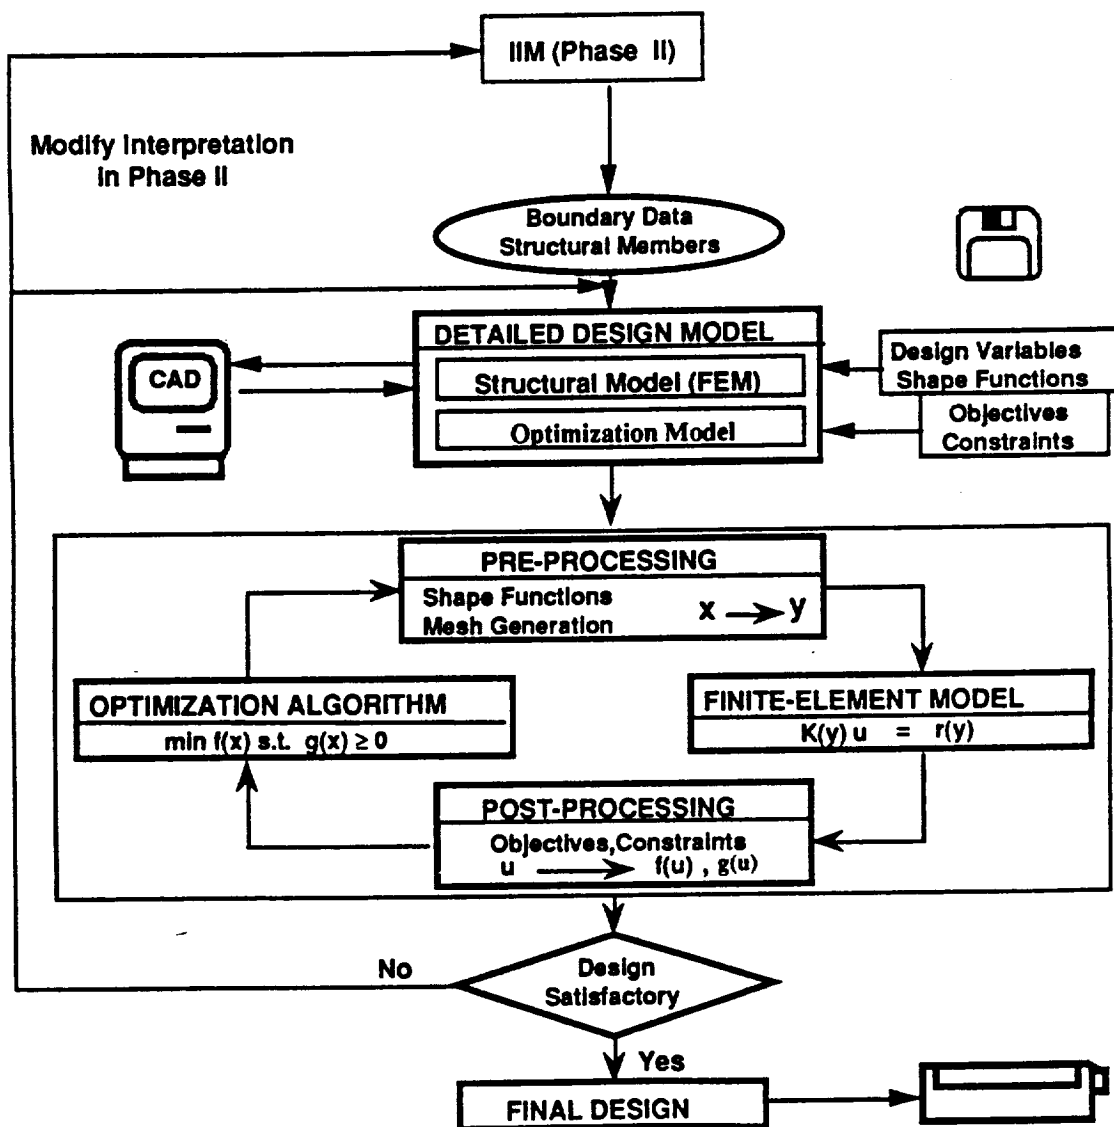 IIM (Phase II)
Modify Interpretation
in Phase II
Boundary Data
Structural Members
DETAILED DESIGN MODEL
Structural Model (FEM)
Optimization Model
CAD
Design Variables
Shape Functions
Objectives
Constraints
PRE-PROCESSING
Shape Functions
Mesh Generation
x → y
OPTIMIZATION ALGORITHM
min f(x) s.t. g(x) ≥ 0
FINITE-ELEMENT MODEL
K(y) u = r(y)
POST-PROCESSING
Objectives,Constraints
u → f(u) , g(u)
No
Design
Satisfactory
Yes
FINAL DESIGN